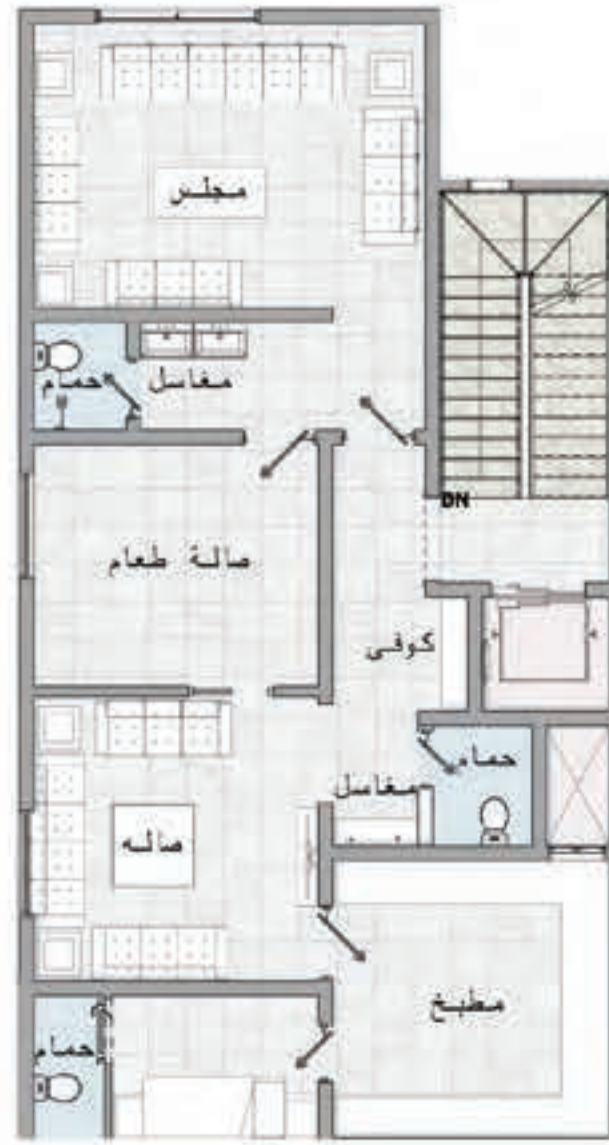 مجلس
حمام
مغاسل
DN
صالة طعام
كوفي
حمام
مغاسل
صاله
مطبخ
حمام